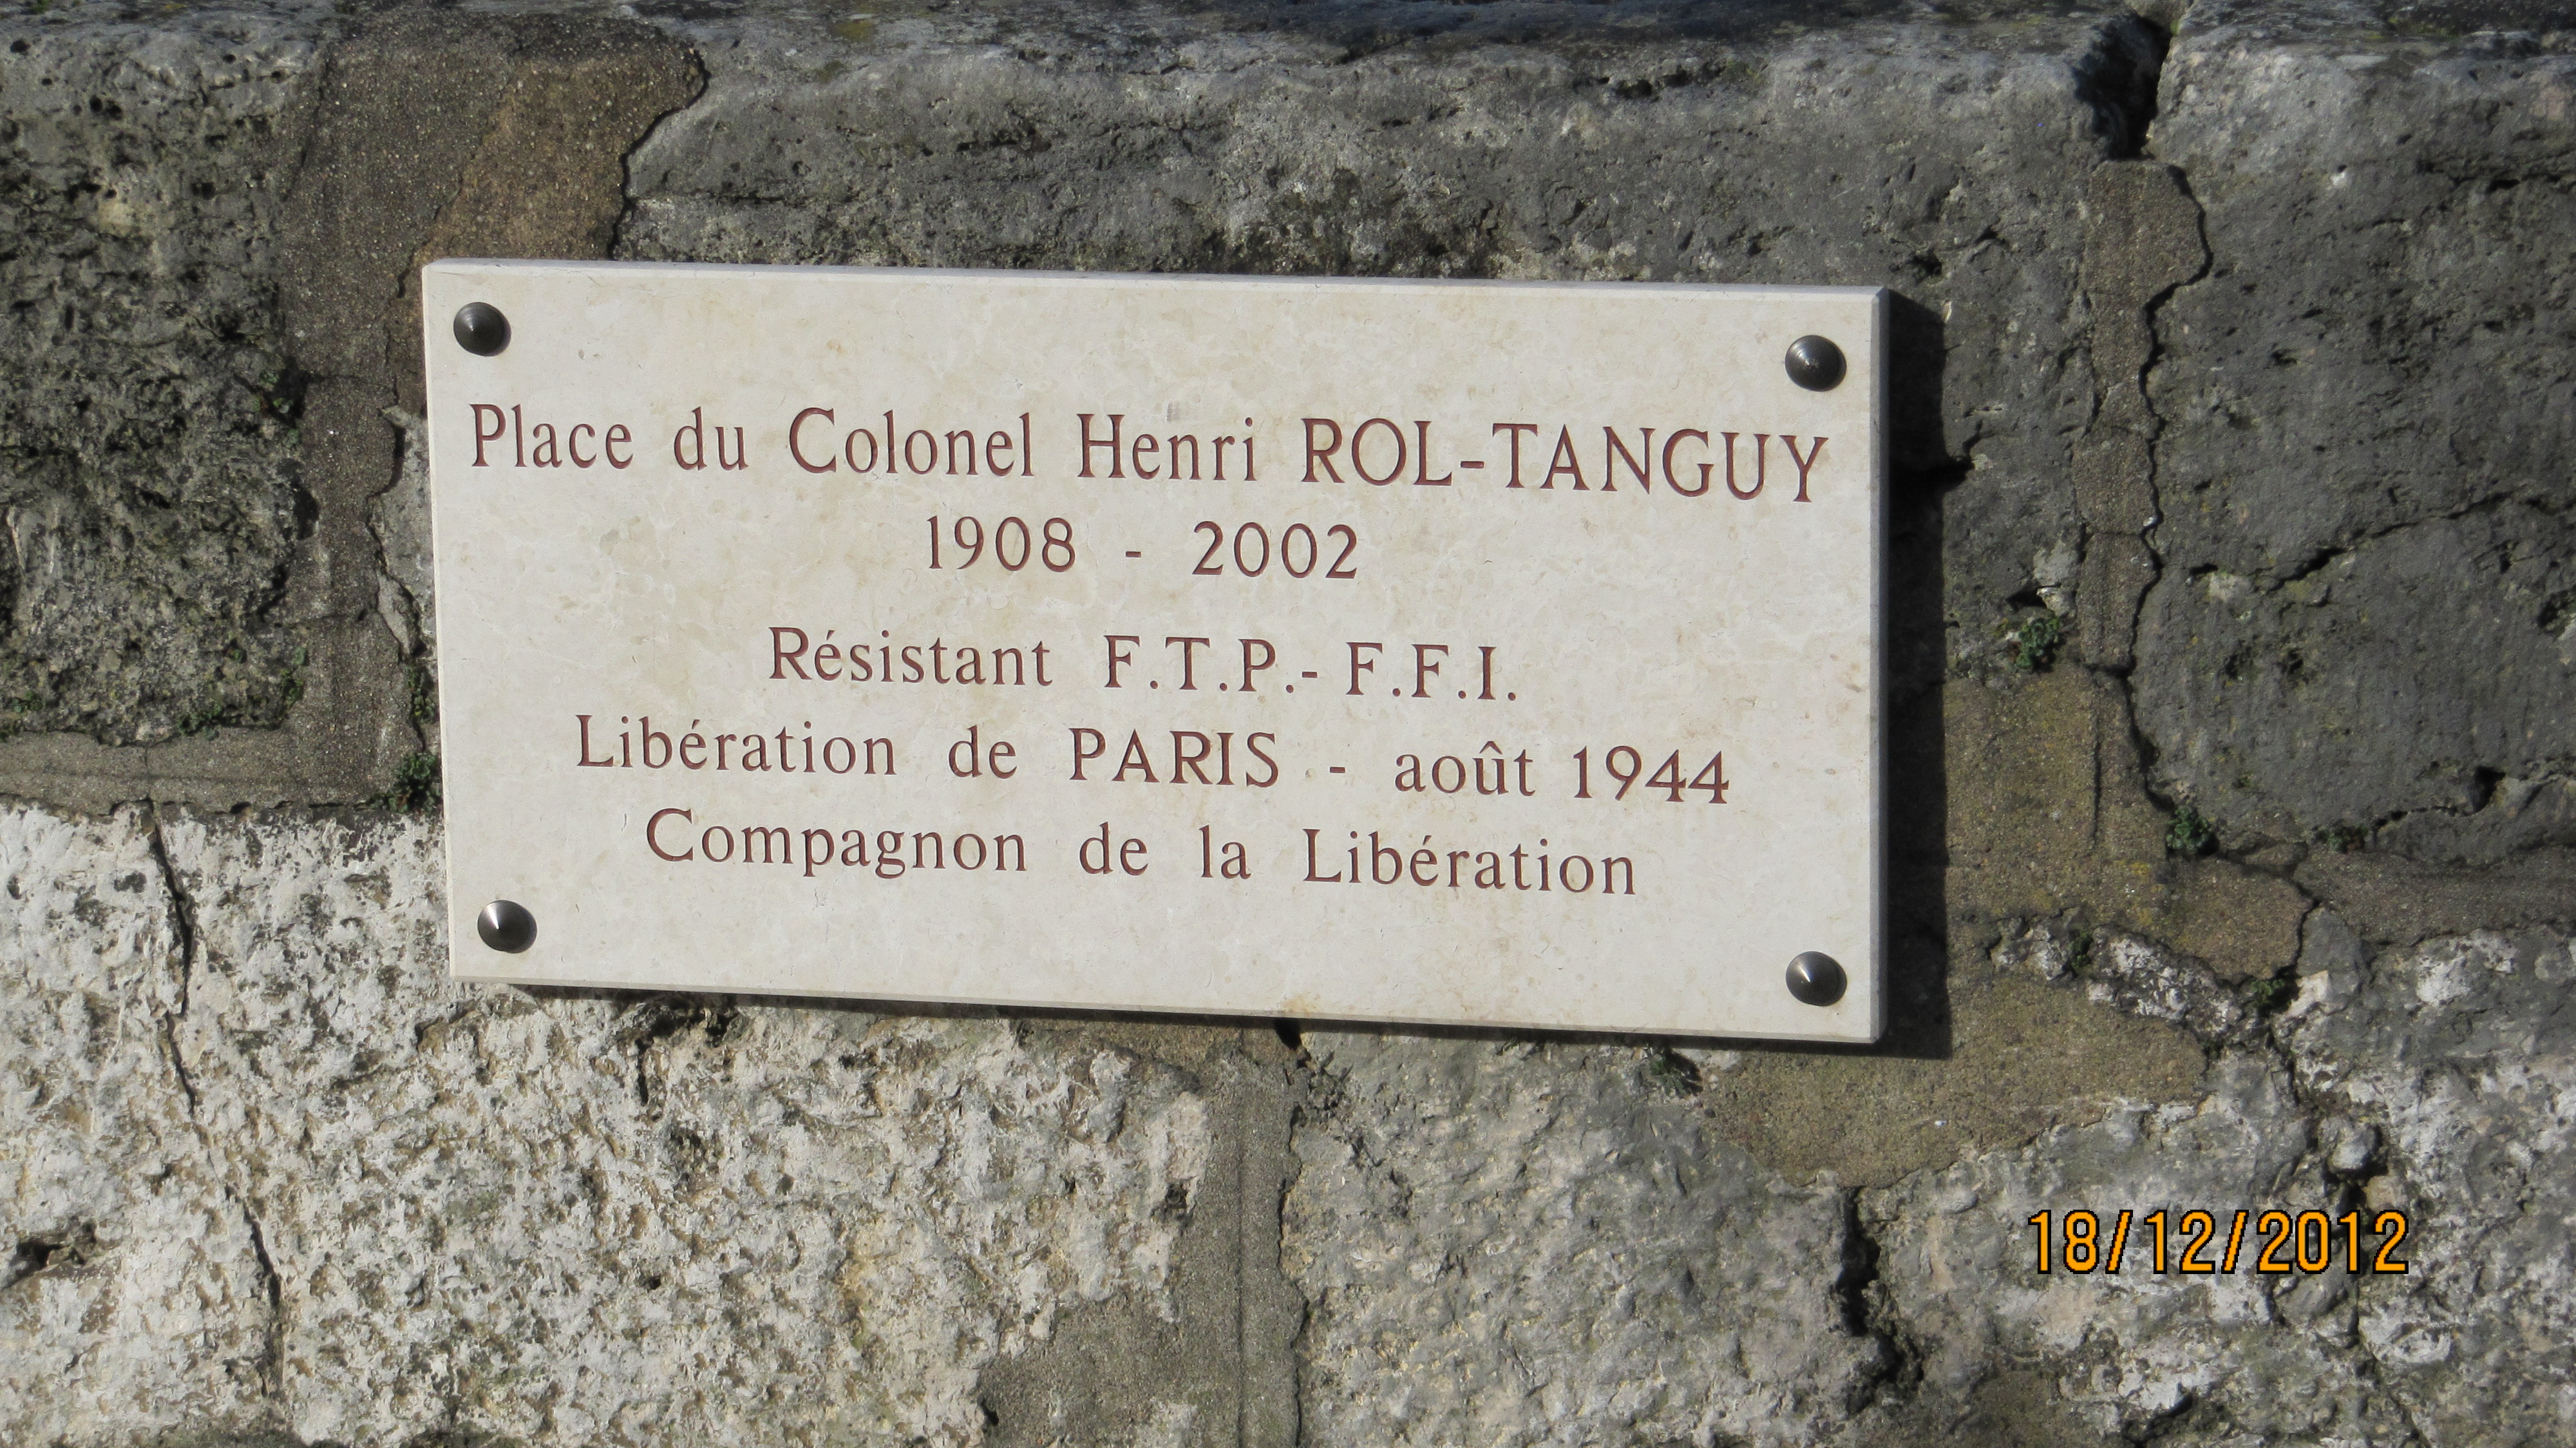 Place du Colonel Henri ROL-TANGUY
1908 - 2002
Résistant F.T.P.- F.F.I.
Libération de PARIS - août 1944
Compagnon de la Libération
18/12/2012